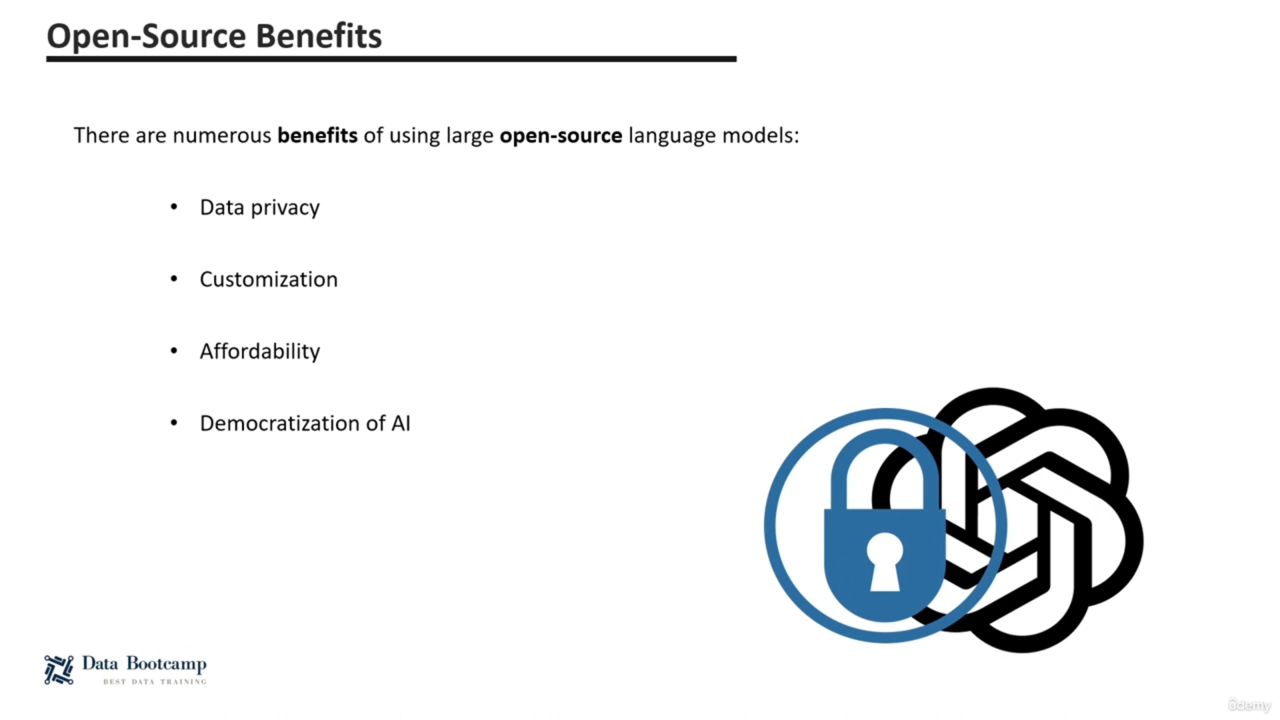 Open-Source Benefits
There are numerous benefits of using large open-source language models:
• Data privacy
• Customization
• Affordability
• Democratization of AI
Data Bootcamp
BEST DATA TRAINING
ûdemy